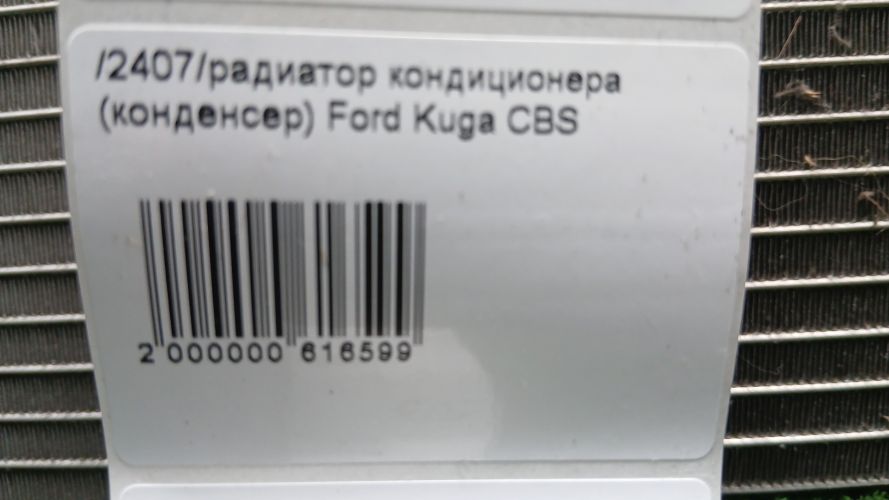 /2407/радиатор кондиционера
(конденсер) Ford Kuga CBS
2 000000 616599